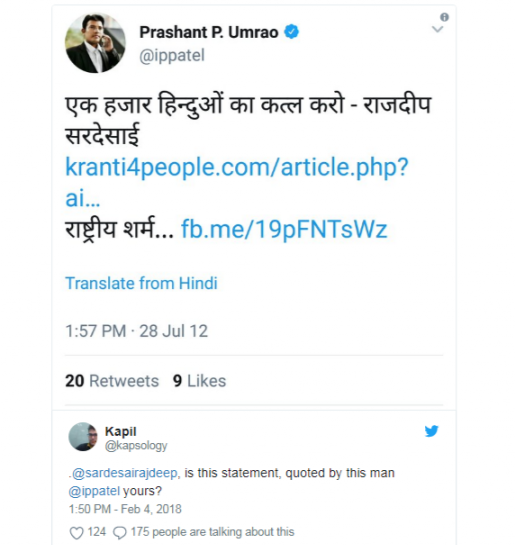 Prashant P. Umrao
@ippatel
एक हजार हिन्दुओं का कत्ल करो - राजदीप
सरदेसाई
kranti4people.com/article.php?
ai...
राष्ट्रीय शर्म... fb.me/19pFNTsWz
Translate from Hindi
1:57 PM · 28 Jul 12
20 Retweets 9 Likes
Kapil
@kapsology
.@sardesairajdeep, is this statement, quoted by this man
@ippatel yours?
1:50 PM - Feb 4, 2018
124 175 people are talking about this